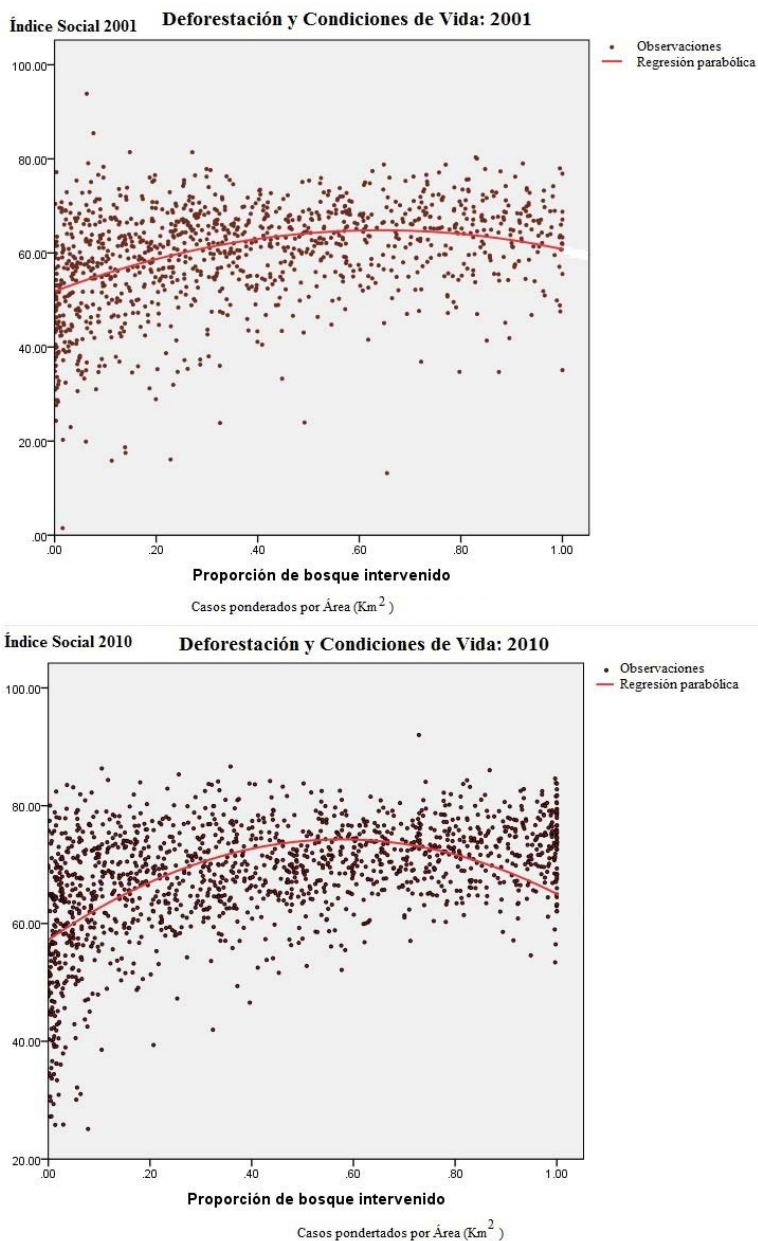 Índice Social 2001
Deforestación y Condiciones de Vida: 2001
Observaciones
Regresión parabólica
100.00
80.00
60.00
40.00
20.00
.00
.00 .20 .40 .60 .80 1.00
Proporción de bosque intervenido
Casos ponderados por Área (Km2 )
Índice Social 2010
Deforestación y Condiciones de Vida: 2010
Observaciones
Regresión parabólica
100.00
80.00
60.00
40.00
20.00
.00 .20 .40 .60 .80 1.00
Proporción de bosque intervenido
Casos pondertados por Área (Km2 )